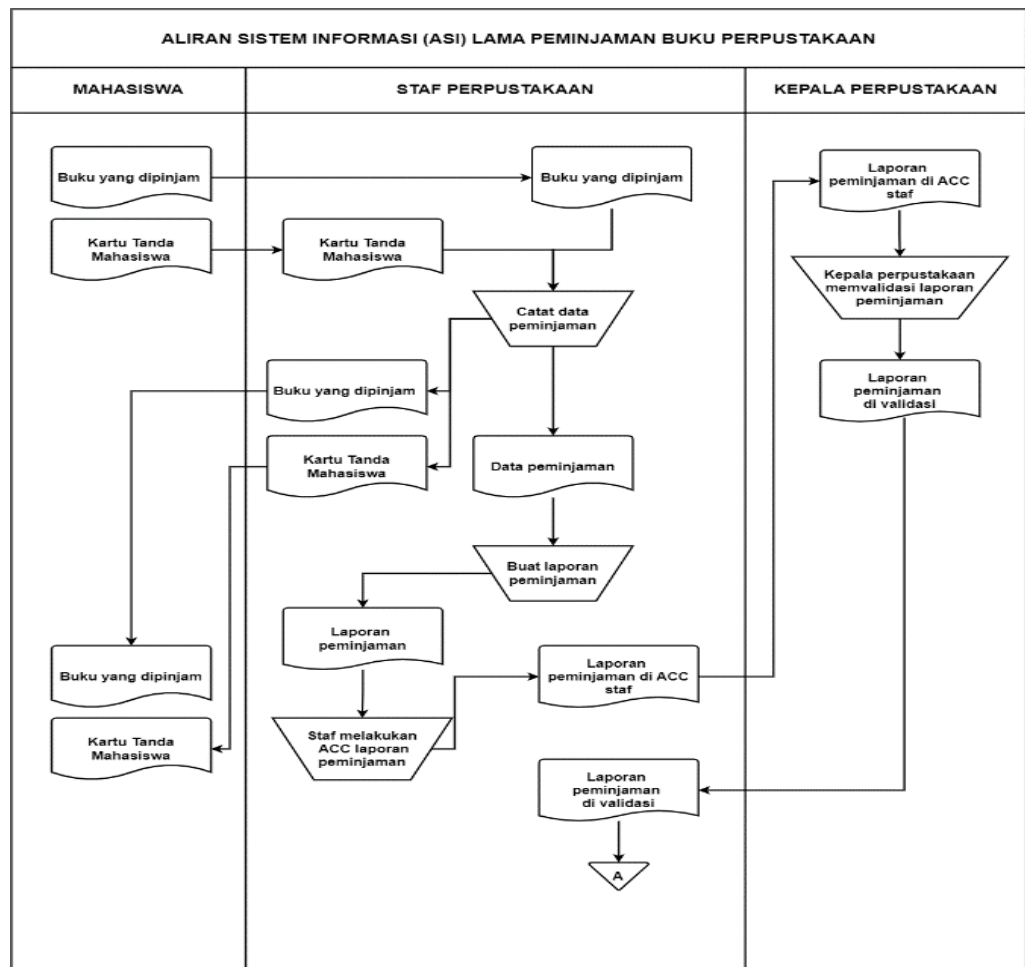 ALIRAN SISTEM INFORMASI (ASI) LAMA PEMINJAMAN BUKU PERPUSTAKAAN
MAHASISWA
STAF PERPUSTAKAAN
KEPALA PERPUSTAKAAN
Buku yang dipinjam
Buku yang dipinjam
Laporan
peminjaman di ACC
staf
Kartu Tanda
Mahasiswa
Kartu Tanda
Mahasiswa
Kepala perpustakaan
memvalidasi laporan
peminjaman
Catat data
peminjaman
Buku yang dipinjam
Laporan
peminjaman
di validasi
Kartu Tanda
Mahasiswa
Data peminjaman
Buat laporan
peminjaman
Laporan
peminjaman
Buku yang dipinjam
Laporan
peminjaman di ACC
staf
Kartu Tanda
Mahasiswa
Staf melakukan
ACC laporan
peminjaman
Laporan
peminjaman
di validasi
A